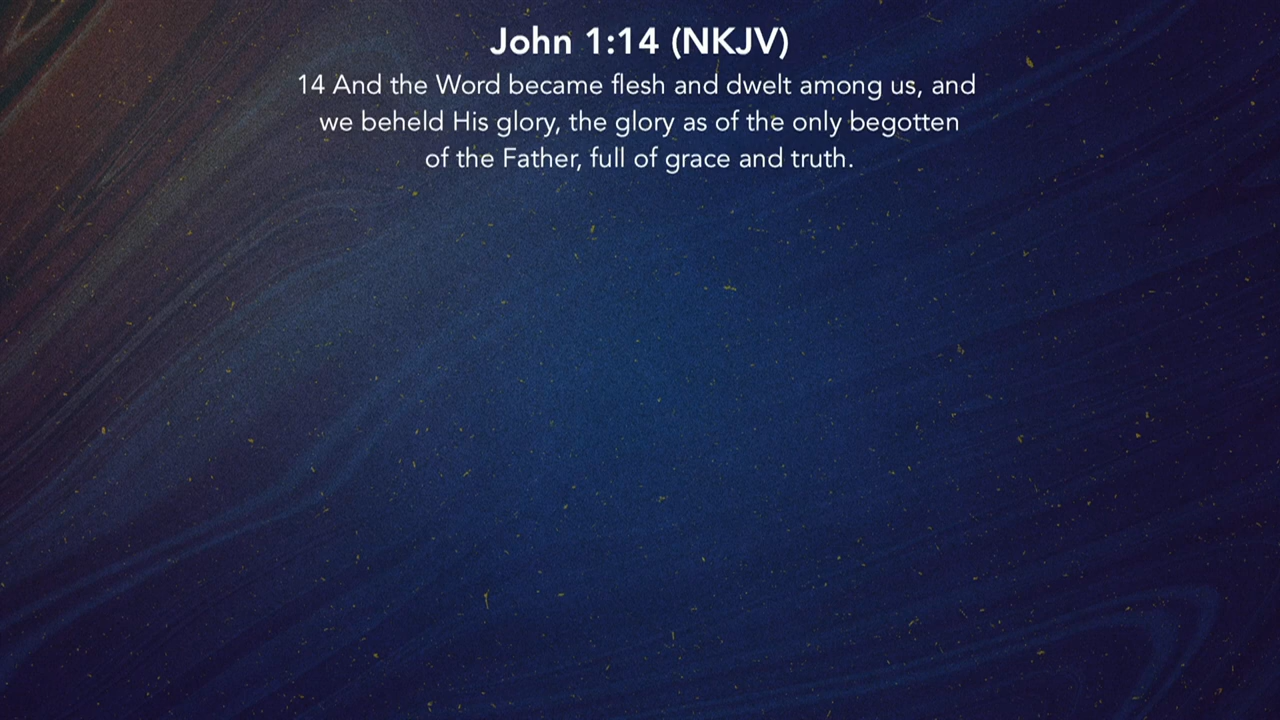 John 1:14 (NKJV)
14 And the Word became flesh and dwelt among us, and
we beheld His glory, the glory as of the only begotten
of the Father, full of grace and truth.